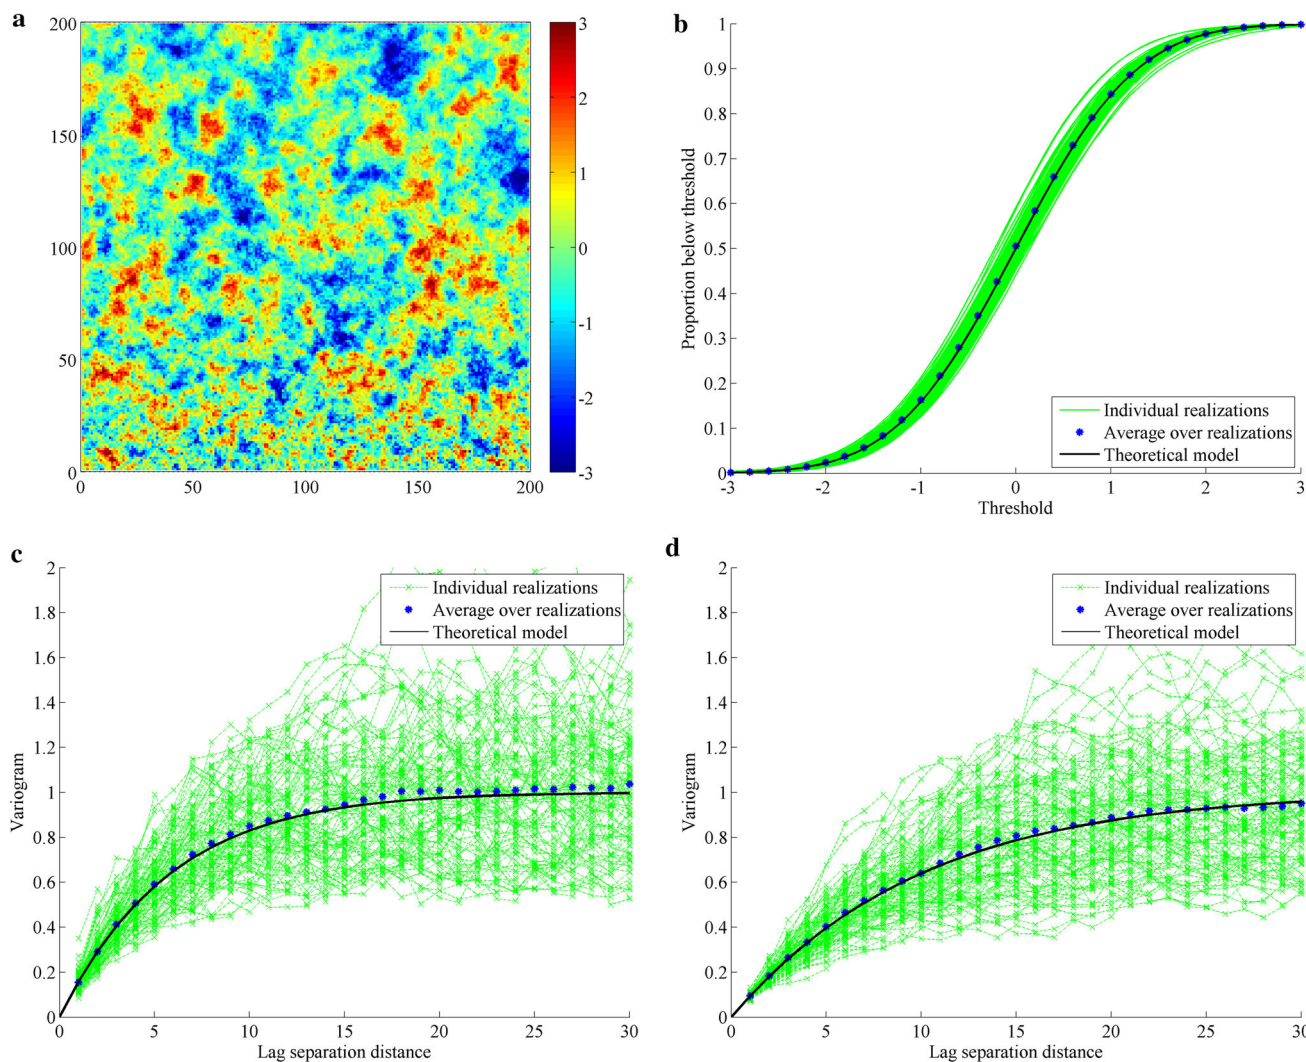 a
200
150
100
50
0
0 50 100 150 200
3
2
1
0
-1
-2
-3
b
1
0.9
0.8
0.7
0.6
0.5
0.4
0.3
0.2
0.1
0
Proportion below threshold
Individual realizations
Average over realizations
Theoretical model
-3 -2 -1 0 1 2 3
Threshold
c
2
1.8
1.6
1.4
1.2
1
0.8
0.6
0.4
0.2
0
Variogram
Individual realizations
Average over realizations
Theoretical model
0 5 10 15 20 25 30
Lag separation distance
d
2
1.8
1.6
1.4
1.2
1
0.8
0.6
0.4
0.2
0
Variogram
Individual realizations
Average over realizations
Theoretical model
0 5 10 15 20 25 30
Lag separation distance